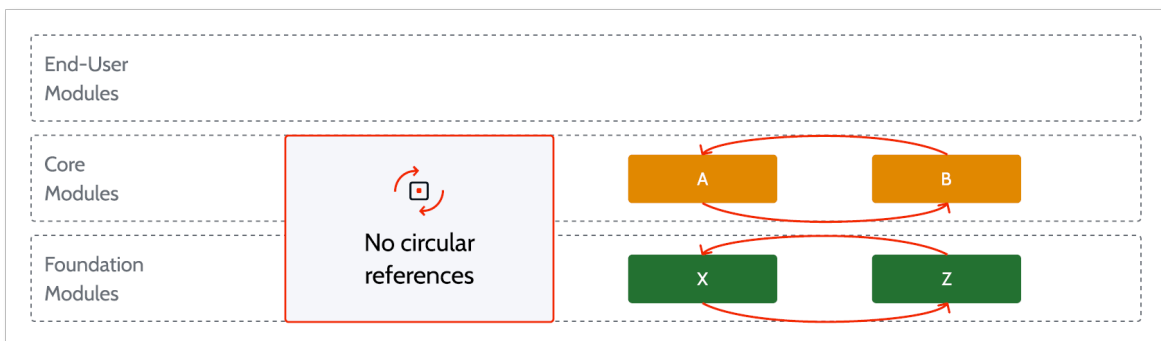 End-User
Modules
Core
Modules
No circular
references
A
B
Foundation
Modules
X
Z